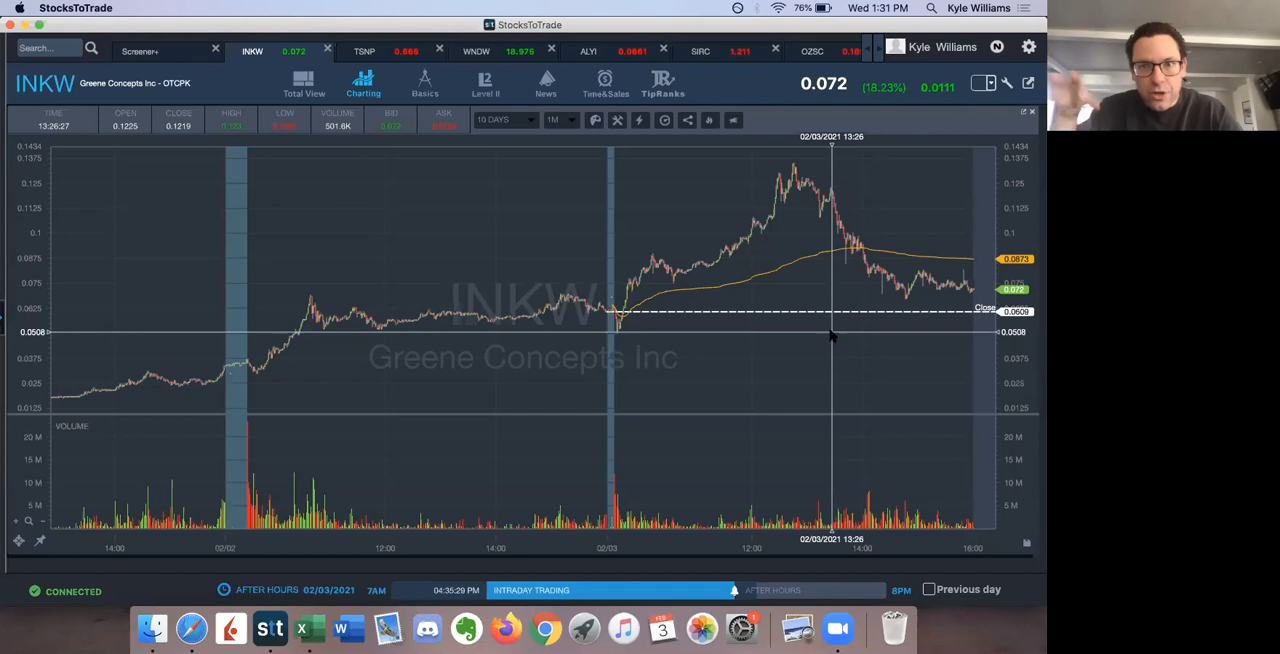 StocksToTrade 76% Wed 1:31 PM Kyle Williams
StocksToTrade
Search... Screener+ INKW 0.072 TSNP 0.666 WNDW 18.975 ALYI 0.0661 SIRC 1.211 OZSC Kyle Williams
INKW Greene Concepts Inc - OTCPK Total View Charting Basics Level II News Time&Sales TipRanks 0.072 (18.23%) 0.0111
TIME OPEN CLOSE HIGH LOW VOLUME BID ASK
13:26:27 0.1225 0.1219 501.6K 0.072
10 DAYS 1M
02/03/2021 13:26
0.1434 0.1434
0.1375 0.1375
0.125 0.125
0.1125 0.1125
0.1 0.1
0.0875 0.0873
0.075 0.072
0.0625 Close
0.0609
0.0508 0.0508
0.0375 0.0375
0.025 0.025
0.0125 0.0125
INKW
Greene Concepts Inc
VOLUME
20 M 20 M
15 M 15 M
10 M 10 M
5 M 5 M
02/03/2021 13:26
14:00 02/02 12:00 14:00 02/03 12:00 14:00 16:00
CONNECTED AFTER HOURS 02/03/2021 7AM 04:35:29 PM INTRADAY TRADING AFTER HOURS 8PM Previous day
stt X W FEB 3 1